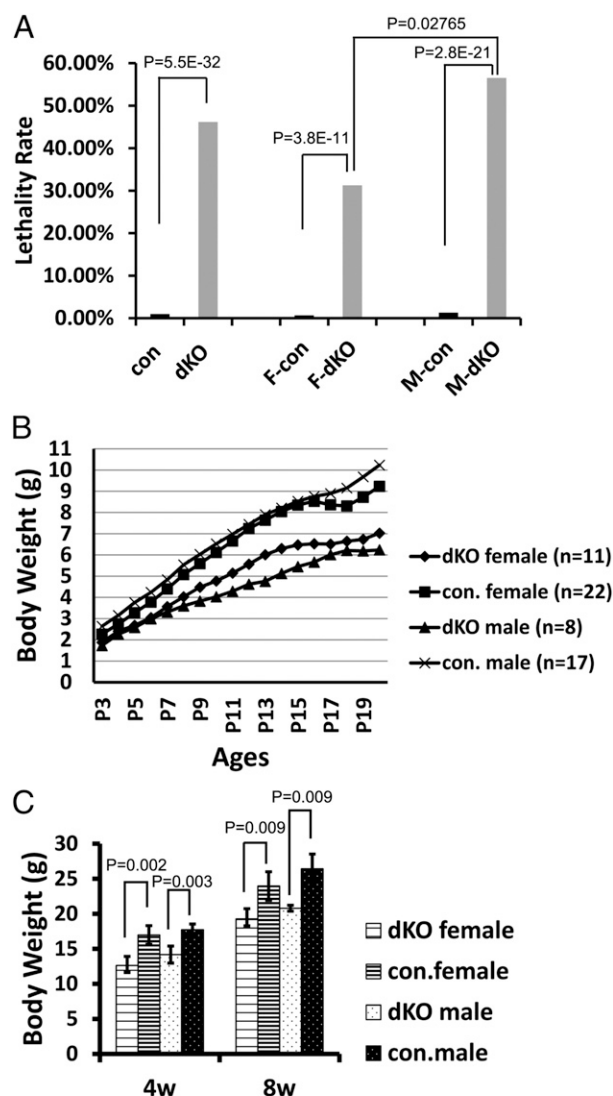 A
P=0.02765
P=5.5E-32
P=2.8E-21
P=3.8E-11
Lethality Rate
60.00%
50.00%
40.00%
30.00%
20.00%
10.00%
0.00%
con
dKO
F-con
F-dKO
M-con
M-dKO
B
Body Weight (g)
11
10
9
8
7
6
5
4
3
2
1
0
P3
P5
P7
P9
P11
P13
P15
P17
P19
Ages
dKO female (n=11)
con. female (n=22)
dKO male (n=8)
con. male (n=17)
C
P=0.009
P=0.009
P=0.002
P=0.003
Body Weight (g)
30
25
20
15
10
5
0
4w
8w
dKO female
con.female
dKO male
con.male